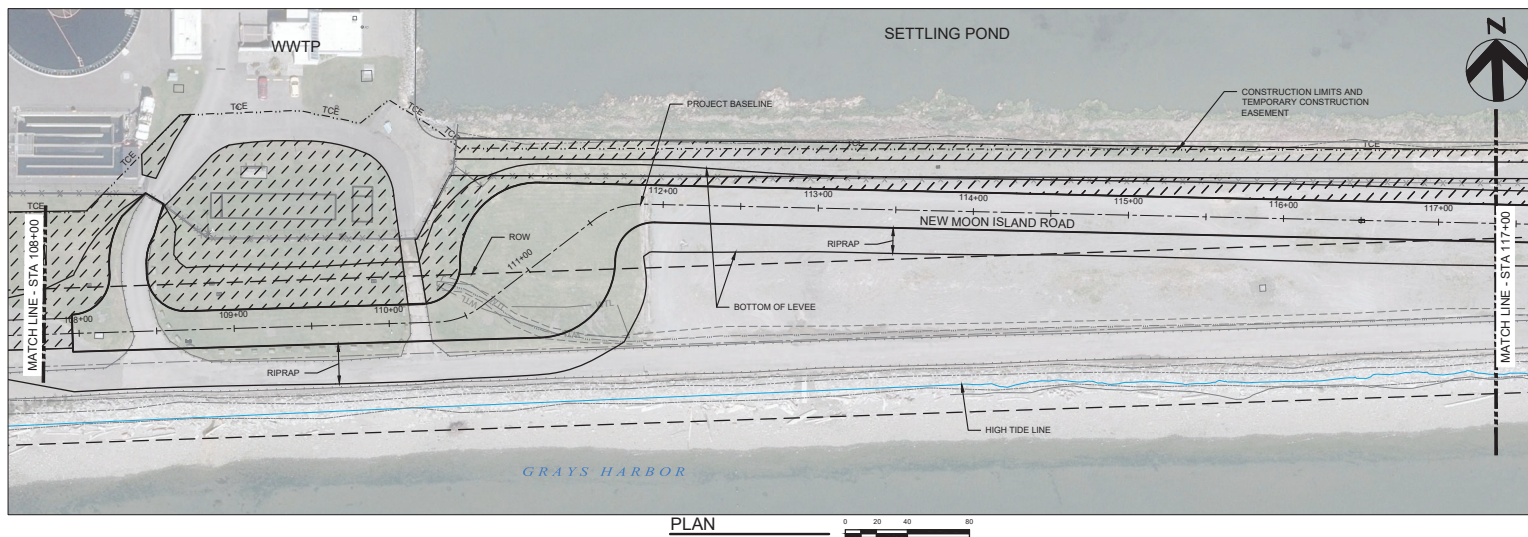 WWTP
SETTLING POND
N
TCE
TCE
TCE
TCE
TCE
TCE
TCE
PROJECT BASELINE
CONSTRUCTION LIMITS AND
TEMPORARY CONSTRUCTION
EASEMENT
MATCH LINE - STA 108+00
MATCH LINE - STA 117+00
112+00
113+00
114+00
115+00
116+00
117+00
NEW MOON ISLAND ROAD
ROW
RIPRAP
111+00
BOTTOM OF LEVEE
108+00
109+00
110+00
WTL
WTL
WTL
RIPRAP
HIGH TIDE LINE
GRAYS HARBOR
PLAN
0 20 40 80